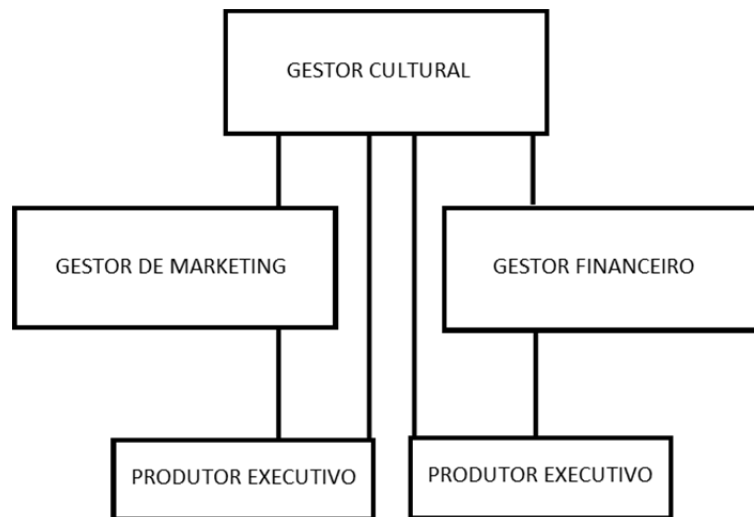 GESTOR CULTURAL
GESTOR DE MARKETING
GESTOR FINANCEIRO
PRODUTOR EXECUTIVO
PRODUTOR EXECUTIVO